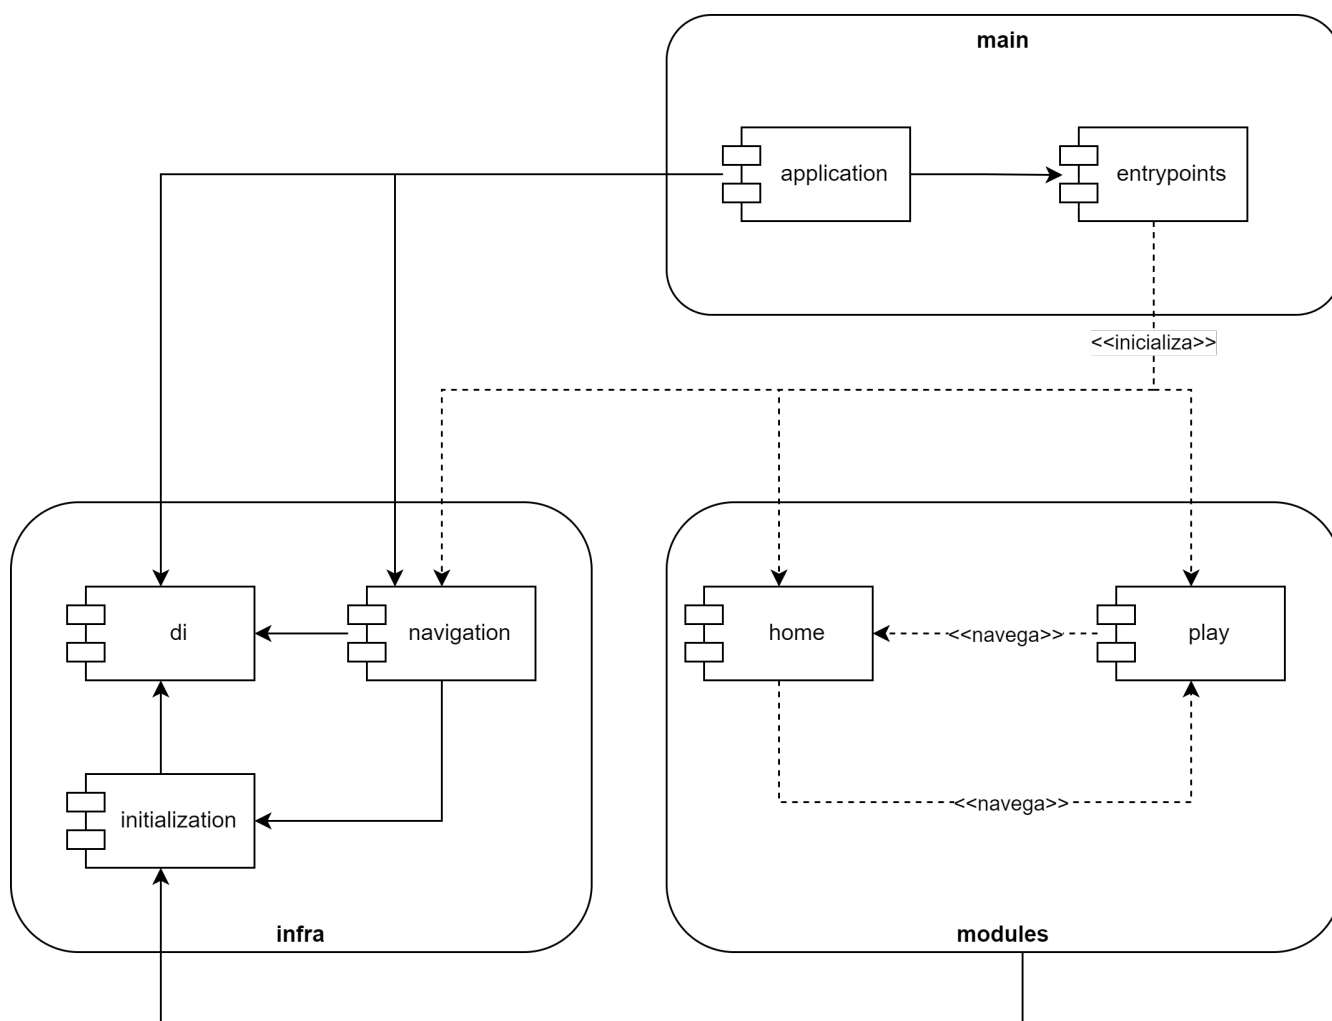 main
application
entrypoints
<<inicializa>>
di
navigation
home
<<navega>>
play
initialization
<<navega>>
infra
modules